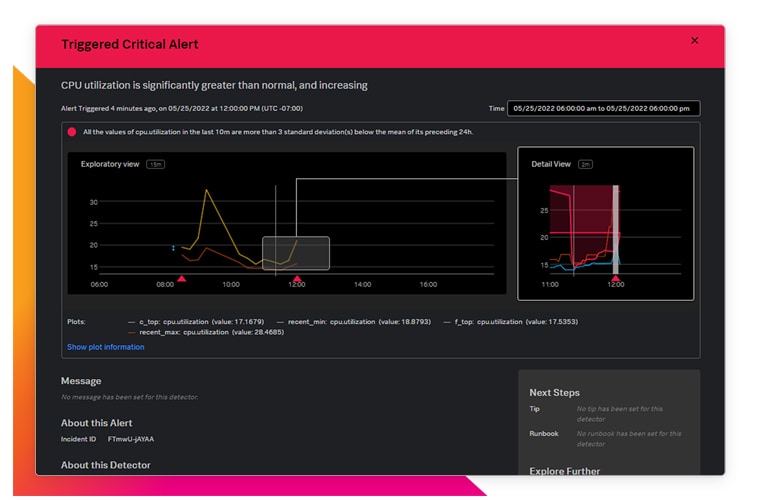 Triggered Critical Alert
×
CPU utilization is significantly greater than normal, and increasing
Alert Triggered 4 minutes ago, on 05/25/2022 at 12:00:00 PM (UTC -07:00)
Time 05/25/2022 06:00:00 am to 05/25/2022 06:00:00 pm
All the values of cpu.utilization in the last 10m are more than 3 standard deviation(s) below the mean of its preceding 24h.
Exploratory view 15m
30
25
20
15
06:00 08:00 10:00 12:00 14:00 16:00
Detail View 2m
25
20
15
11:00 12:00
Plots: — c_top: cpu.utilization (value: 17.1679) — recent_min: cpu.utilization (value: 18.8793) — f_top: cpu.utilization (value: 17.5353)
— recent_max: cpu.utilization (value: 28.4685)
Show plot information
Message
No message has been set for this detector.
About this Alert
Incident ID FTmwU-jAYAA
About this Detector
Next Steps
Tip No tip has been set for this
detector
Runbook No runbook has been set for this
detector
Explore Further